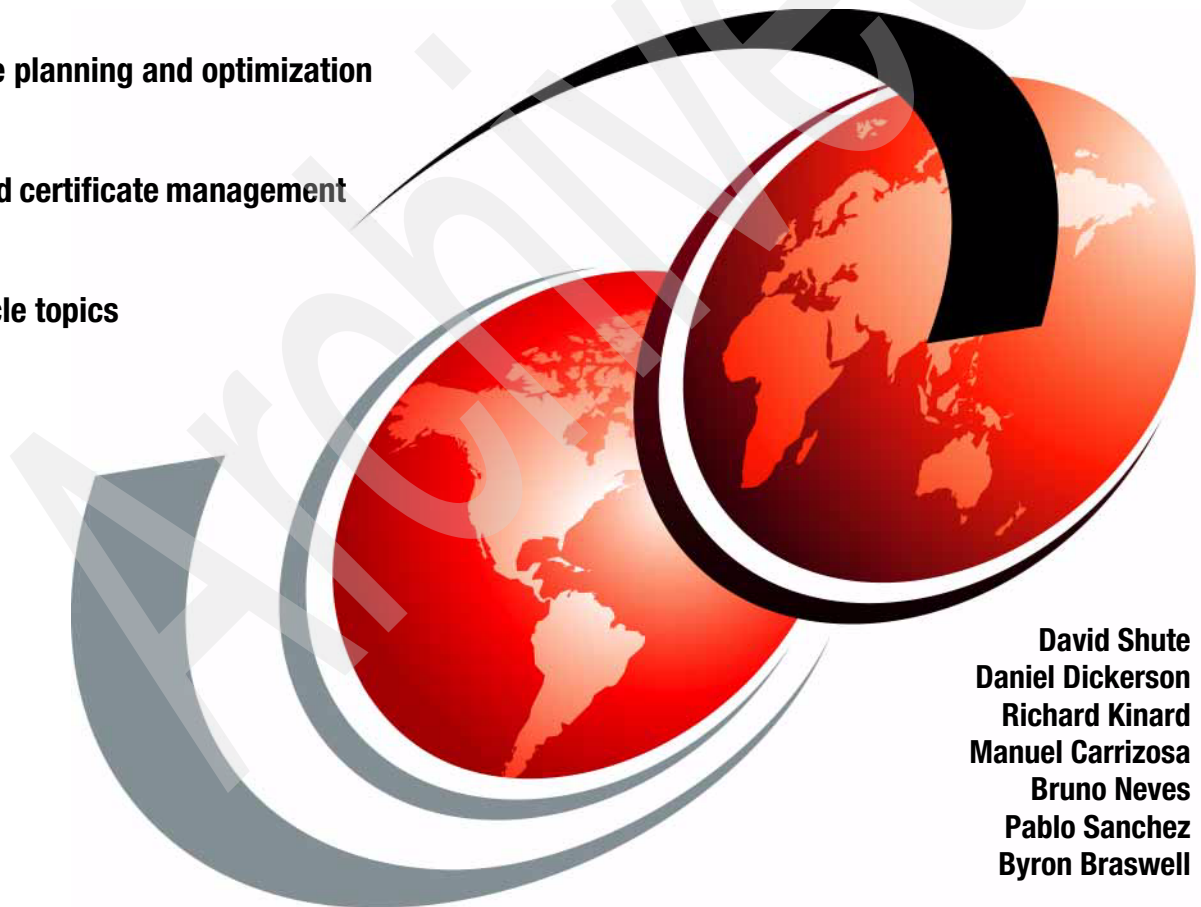 e planning and optimization
d certificate management
cle topics
David Shute
Daniel Dickerson
Richard Kinard
Manuel Carrizosa
Bruno Neves
Pablo Sanchez
Byron Braswell